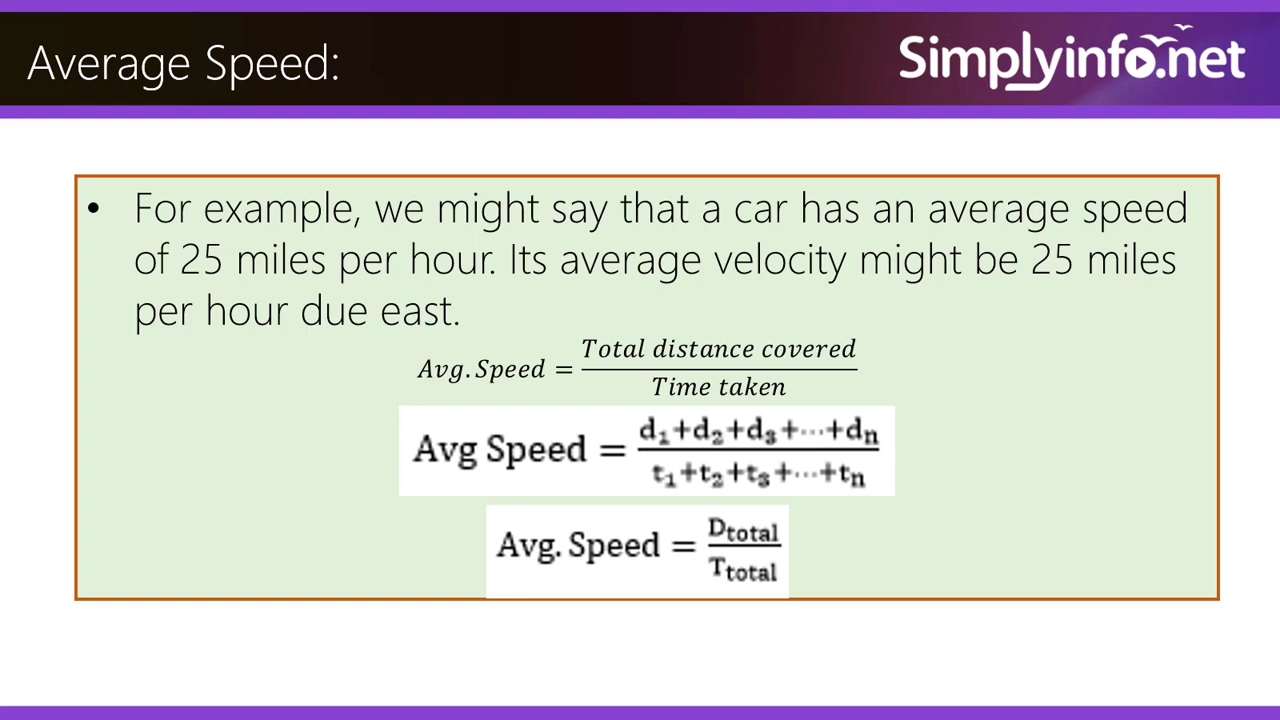 Average Speed:
Simplyinfo.net
• For example, we might say that a car has an average speed
of 25 miles per hour. Its average velocity might be 25 miles
per hour due east.
Avg. Speed = Total distance covered / Time taken
Avg Speed = d₁+d₂+d₃+⋯+dₙ / t₁+t₂+t₃+⋯+tₙ
Avg. Speed = D_total / T_total